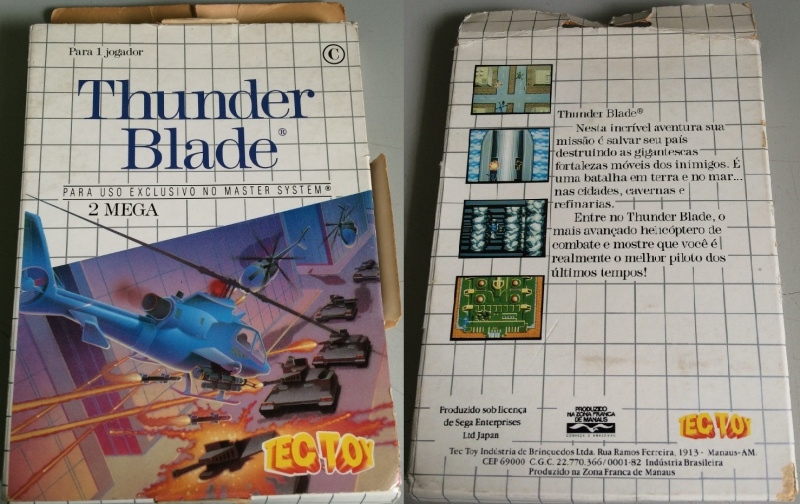 Para 1 jogador
©
Thunder
Blade®
PARA USO EXCLUSIVO NO MASTER SYSTEM®
2 MEGA
TEC TOY
Thunder Blade®
Nesta incrível aventura sua
missão é salvar seu país
destruindo as gigantescas
fortalezas móveis dos inimigos. É
uma batalha em terra e no mar...
nas cidades, cavernas e
refinarias.
Entre no Thunder Blade, o
mais avançado helicóptero de
combate e mostre que você é
realmente o melhor piloto dos
últimos tempos!
Produzido sob licença
de Sega Enterprises
Ltd Japan
PRODUZIDO
NA ZONA FRANCA
DE MANAUS
CONHEÇA A AMAZONIA
TEC TOY
Tec Toy Indústria de Brinquedos Ltda. Rua Ramos Ferreira, 1913 - Manaus-AM.
CEP 69000 C.G.C. 22.770.366/0001-82 Indústria Brasileira
Produzido na Zona Franca de Manaus